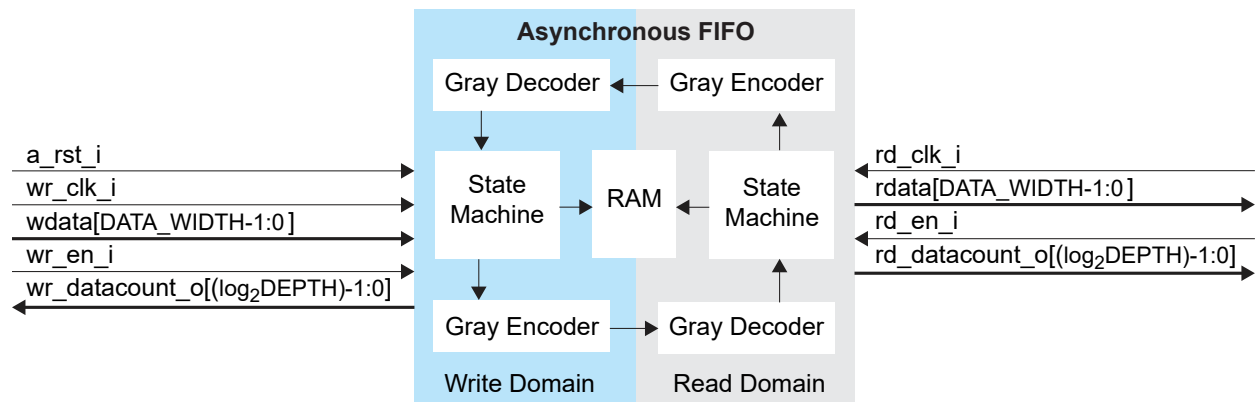 Asynchronous FIFO
Gray Decoder
Gray Encoder
a_rst_i
wr_clk_i
wdata[DATA_WIDTH-1:0]
wr_en_i
wr_datacount_o[(log₂DEPTH)-1:0]
State
Machine
RAM
State
Machine
rd_clk_i
rdata[DATA_WIDTH-1:0]
rd_en_i
rd_datacount_o[(log₂DEPTH)-1:0]
Gray Encoder
Gray Decoder
Write Domain
Read Domain